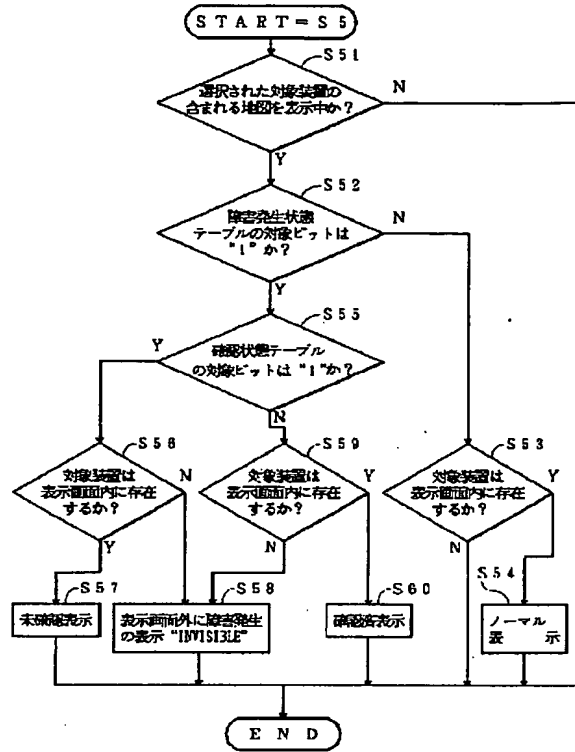 START=S5
S51
選択された対象装置の
含まれる地図を表示中か?
N
Y
S52
障害発生状態
テーブルの対象ビットは
"1"か?
N
Y
S55
Y
確認状態テーブル
の対象ビットは"1"か?
N
S56
対象装置は
表示画面内に存在
するか?
N
Y
S59
対象装置は
表示画面内に存在
するか?
Y
N
S53
対象装置は
表示画面内に存在
するか?
Y
N
S57
未確認表示
S58
表示画面外に障害発生
の表示"INVISIBLE"
S60
確認済表示
S54
ノーマル
表 示
END